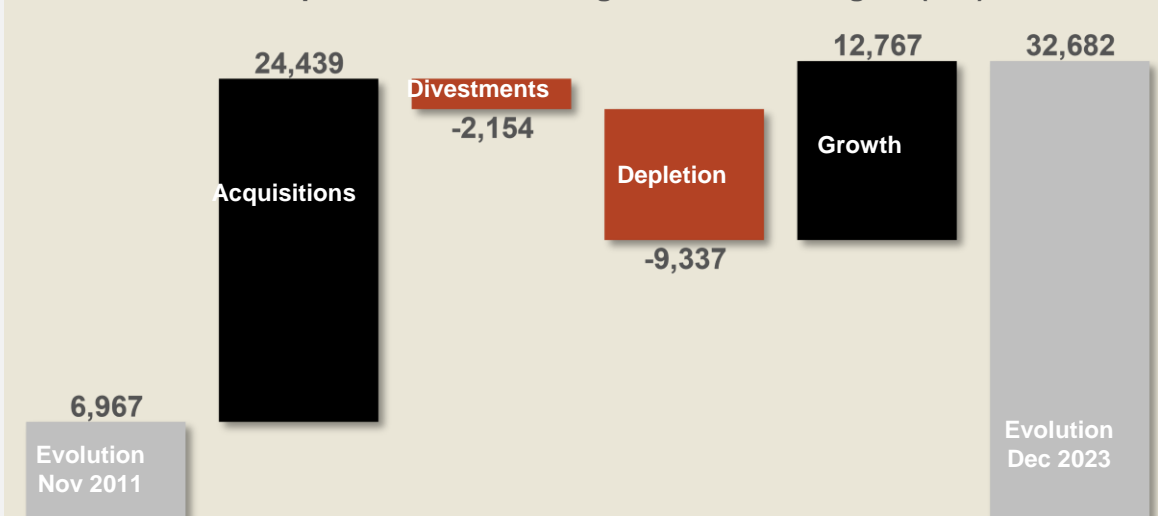 24,439
12,767
32,682
Divestments
-2,154
Growth
Depletion
Acquisitions
-9,337
6,967
Evolution
Nov 2011
Evolution
Dec 2023